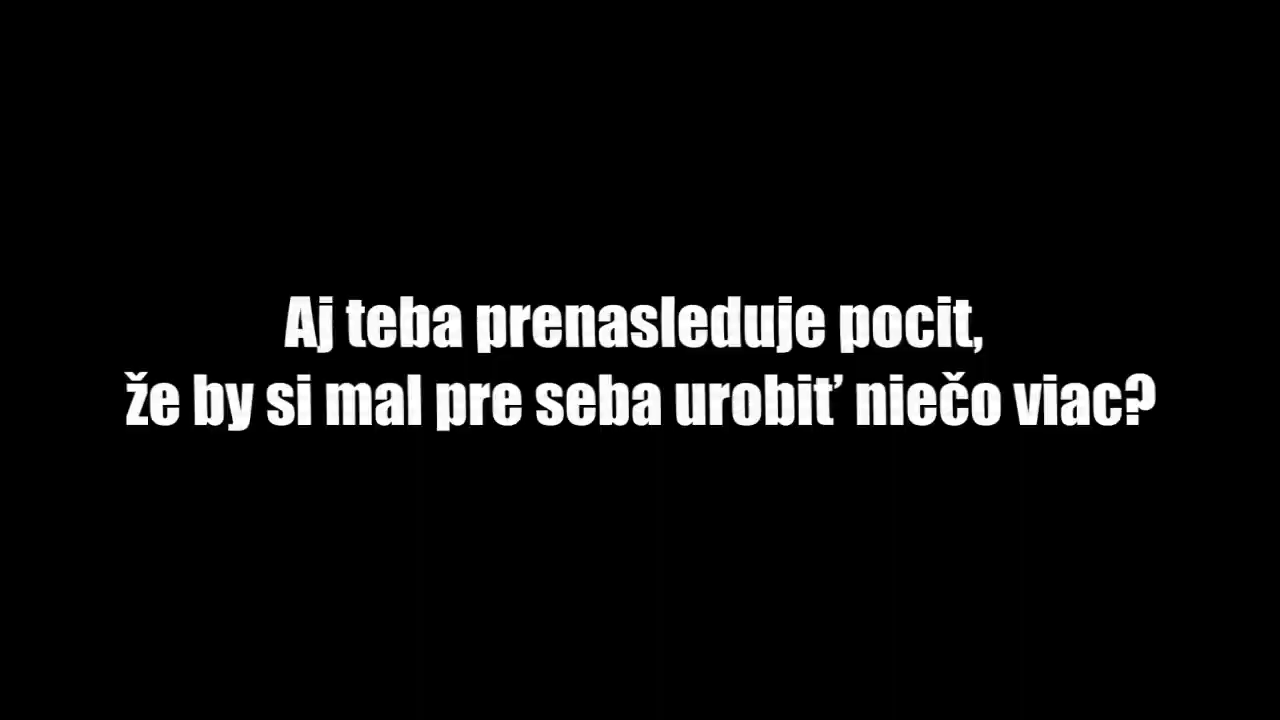 Aj teba prenasleduje pocit,
že by si mal pre seba urobiť niečo viac?